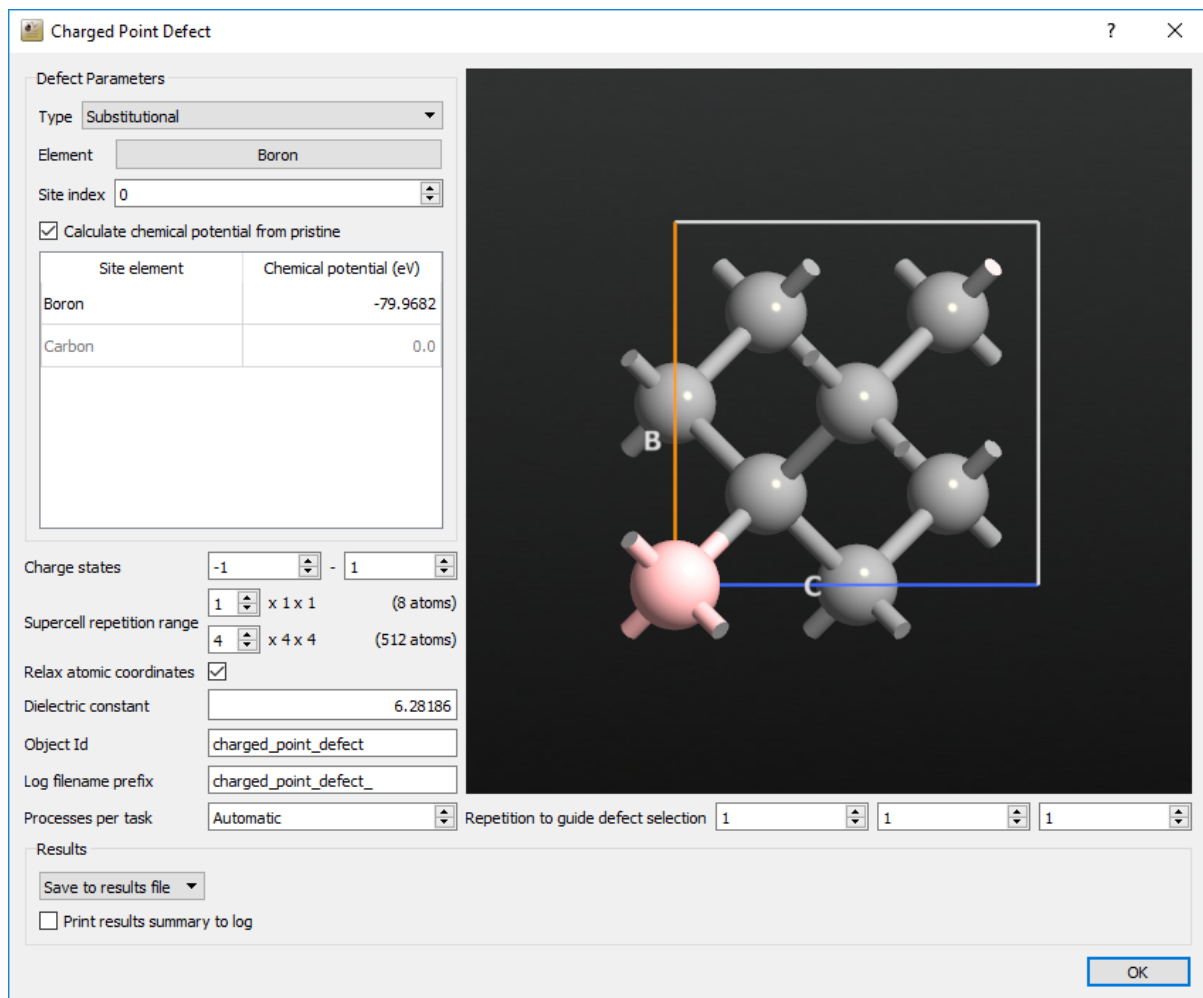 Charged Point Defect
?
Defect Parameters
Type Substitutional
Element Boron
Site index 0
Calculate chemical potential from pristine
Site element Chemical potential (eV)
Boron -79.9682
Carbon 0.0
B
C
Charge states -1 - 1
1 x 1 x 1 (8 atoms)
Supercell repetition range
4 x 4 x 4 (512 atoms)
Relax atomic coordinates
Dielectric constant 6.28186
Object Id charged_point_defect
Log filename prefix charged_point_defect_
Processes per task Automatic
Repetition to guide defect selection 1 1 1
Results
Save to results file
Print results summary to log
OK